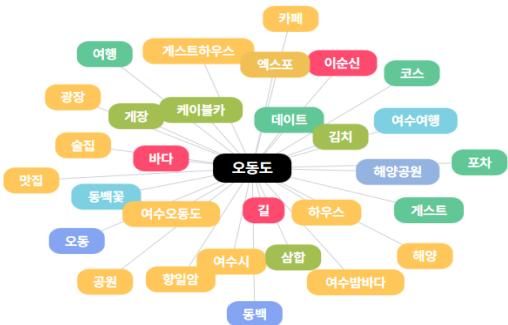 카페
여행
게스트하우스
엑스포
이순신
코스
광장
게장
케이블카
데이트
여수여행
김치
술집
바다
오동도
해양공원
포차
맛집
동백꽃
여수오동도
길
하우스
게스트
오동
여수시
삼합
해양
공원
향일암
여수밤바다
동백